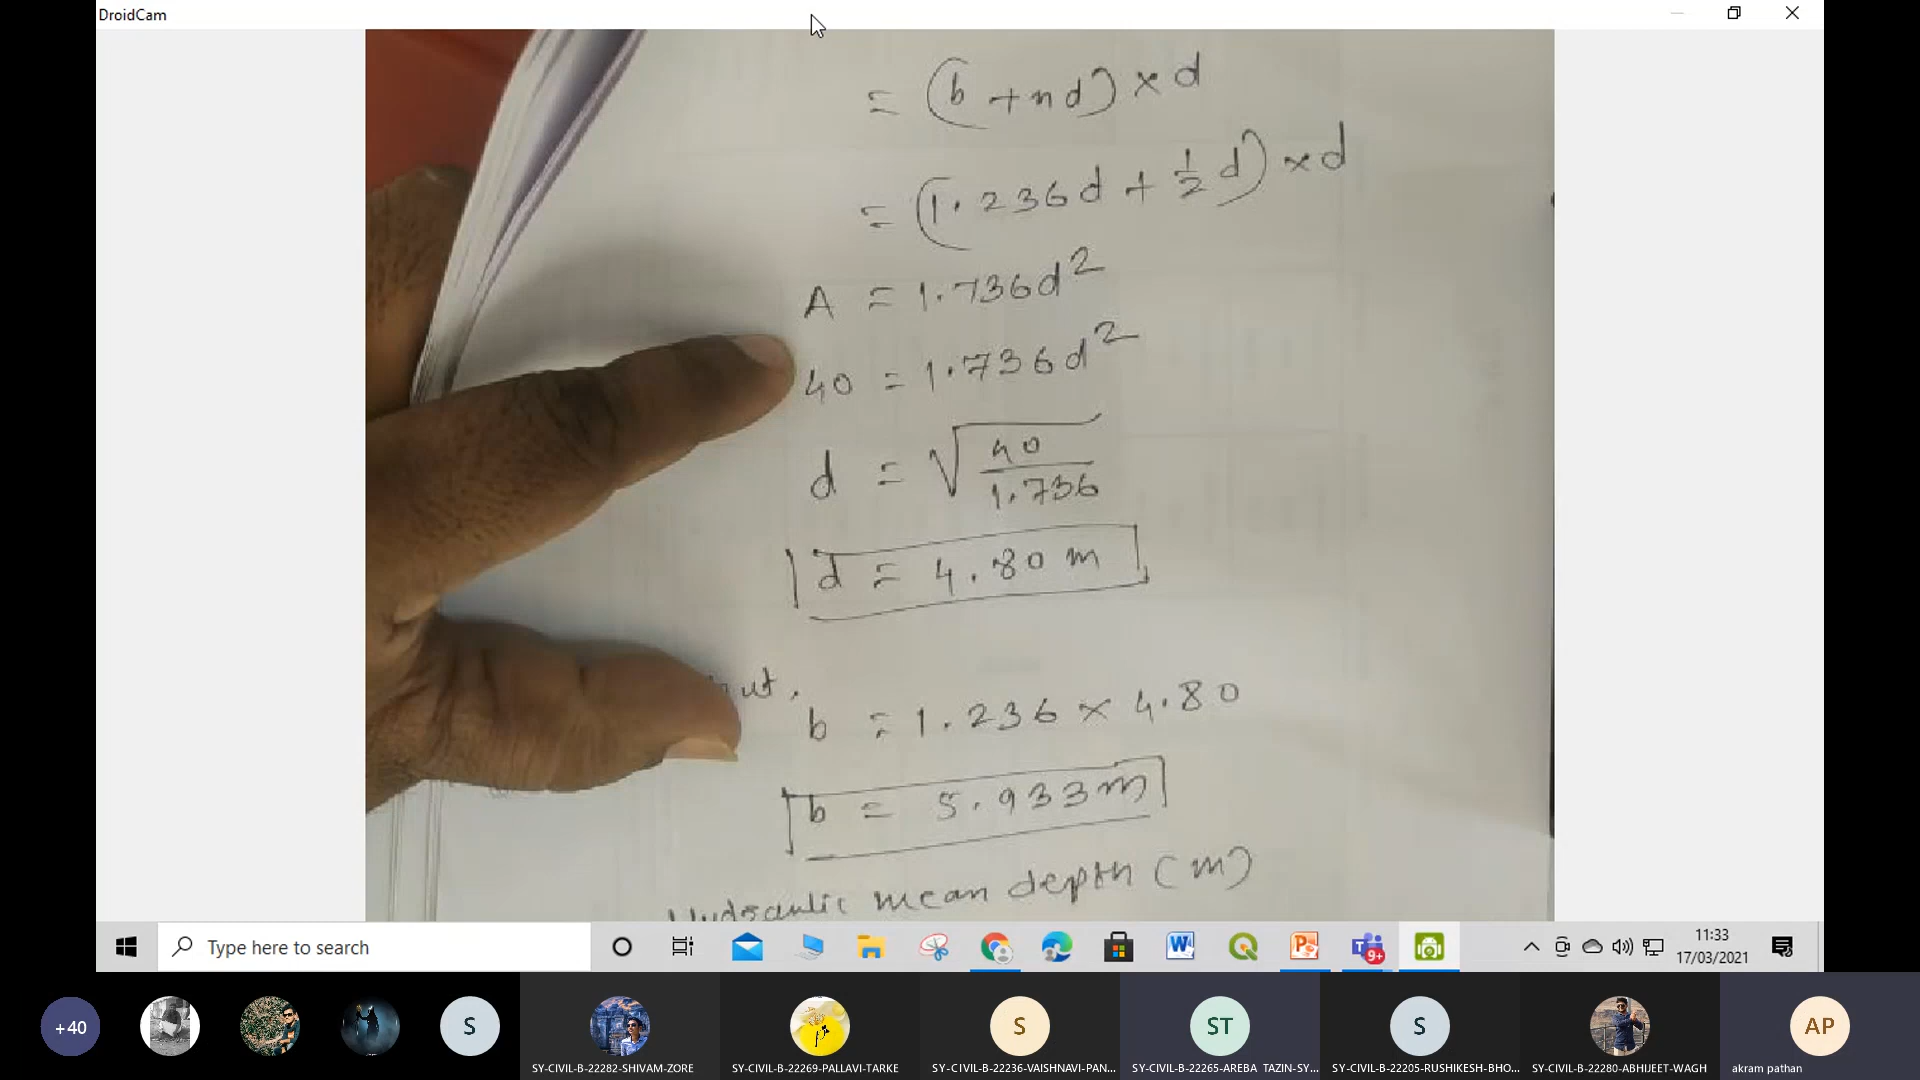 DroidCam
= (b + nd) × d
= (1.236d + 1/2 d) × d
A = 1.736d²
40 = 1.736d²
d = √(40/1.736)
d = 4.80 m
b = 1.236 × 4.80
b = 5.933m
Hydraulic mean depth (m)
Type here to search
9+
11:33
17/03/2021
+40
S
S
ST
S
AP
SY-CIVIL-B-22282-SHIVAM-ZORE
SY-CIVIL-B-22269-PALLAVI-TARKE
SY-CIVIL-B-22236-VAISHNAVI-PAN...
SY-CIVIL-B-22265-AREBA TAZIN-SY...
SY-CIVIL-B-22205-RUSHIKESH-BHO...
SY-CIVIL-B-22280-ABHIJEET-WAGH
akram pathan